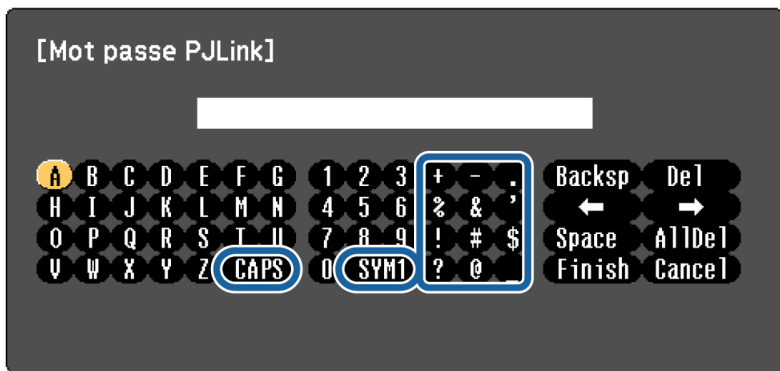 [Mot passe PJLink]
A B C D E F G 1 2 3 + - . Backsp Del
H I J K L M N 4 5 6 % & ' ← →
O P Q R S T U 7 8 9 ! # $ Space AllDel
V W X Y Z CAPS 0 SYM1 ? @ _ Finish Cancel